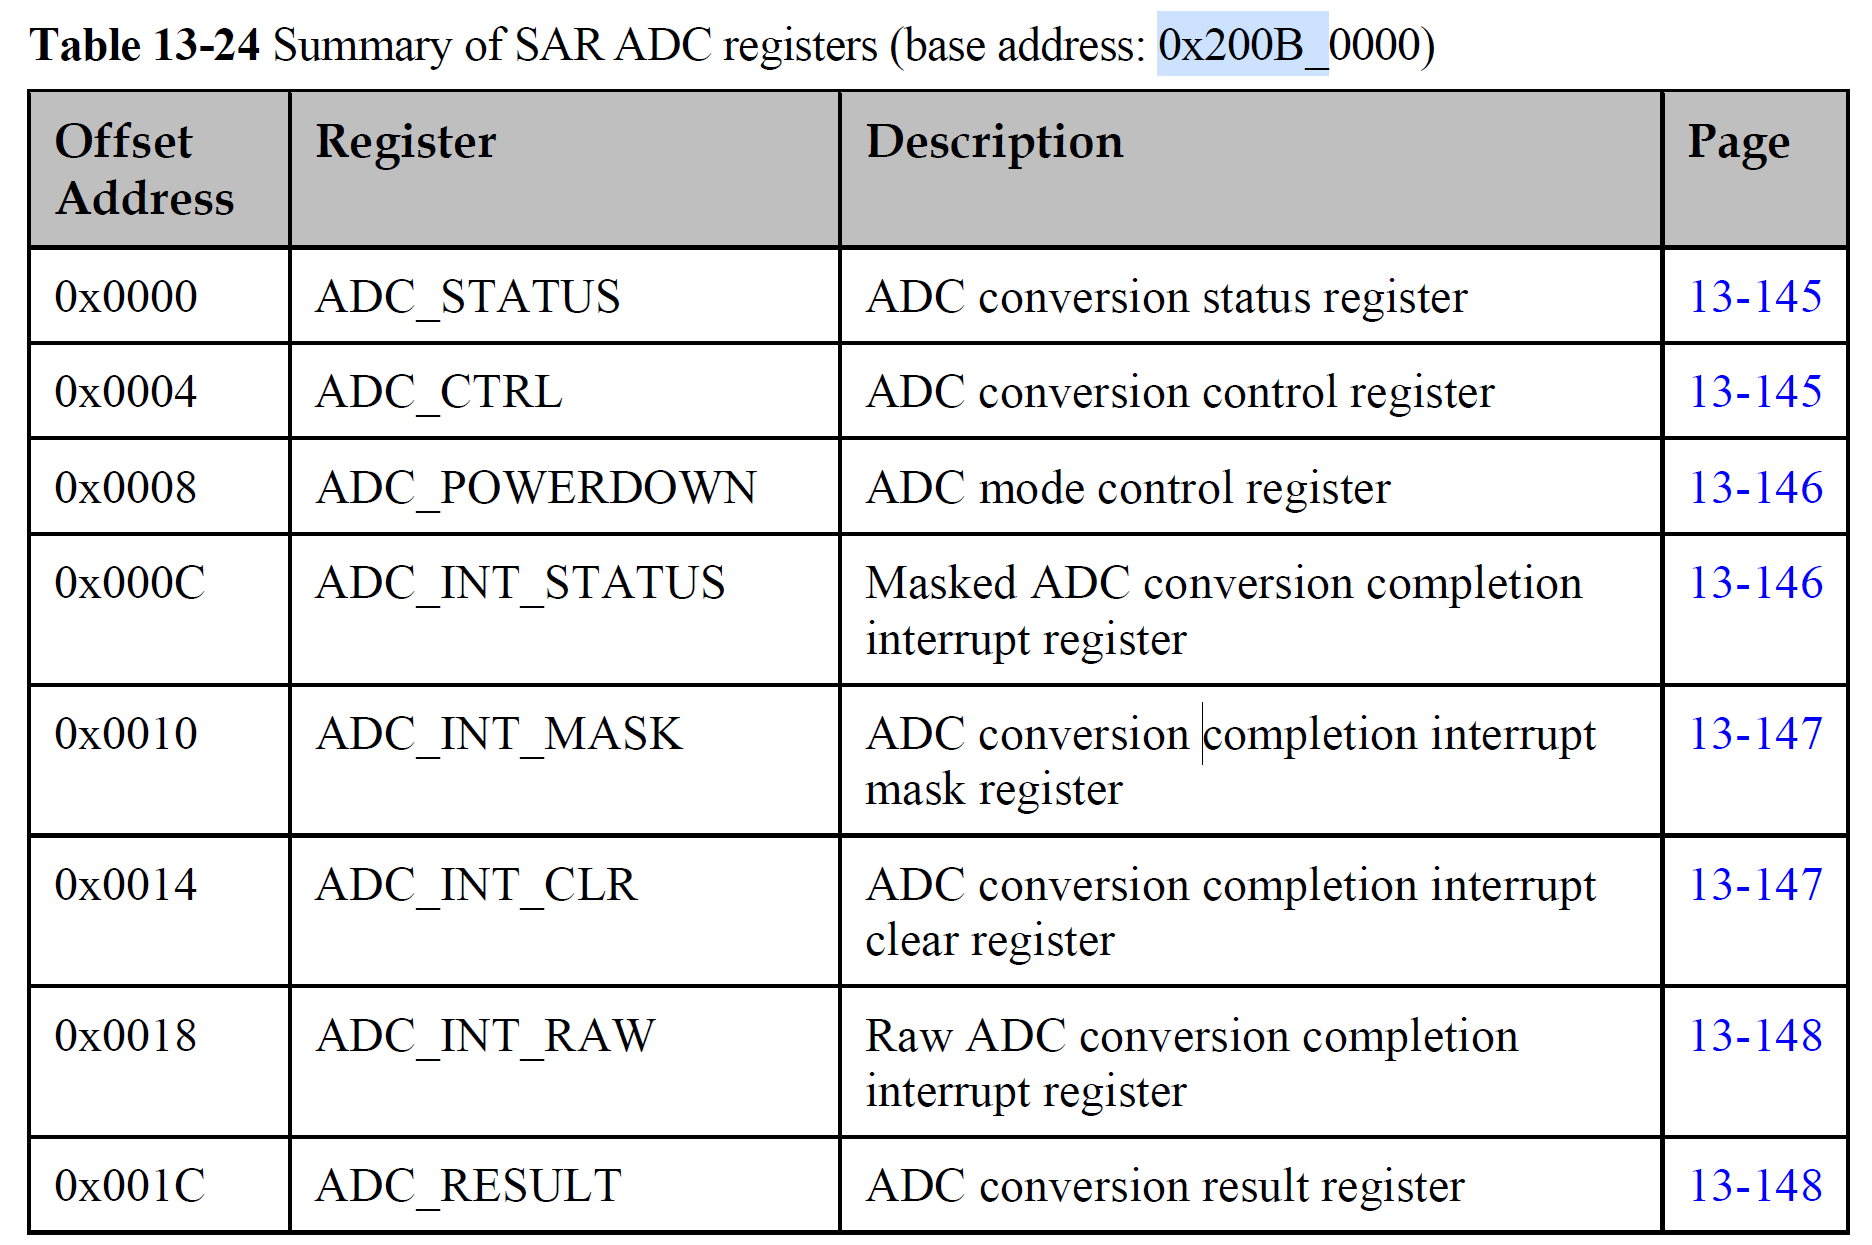 Table 13-24 Summary of SAR ADC registers (base address: 0x200B_0000)
Offset Address Register Description Page
0x0000 ADC_STATUS ADC conversion status register 13-145
0x0004 ADC_CTRL ADC conversion control register 13-145
0x0008 ADC_POWERDOWN ADC mode control register 13-146
0x000C ADC_INT_STATUS Masked ADC conversion completion interrupt register 13-146
0x0010 ADC_INT_MASK ADC conversion completion interrupt mask register 13-147
0x0014 ADC_INT_CLR ADC conversion completion interrupt clear register 13-147
0x0018 ADC_INT_RAW Raw ADC conversion completion interrupt register 13-148
0x001C ADC_RESULT ADC conversion result register 13-148